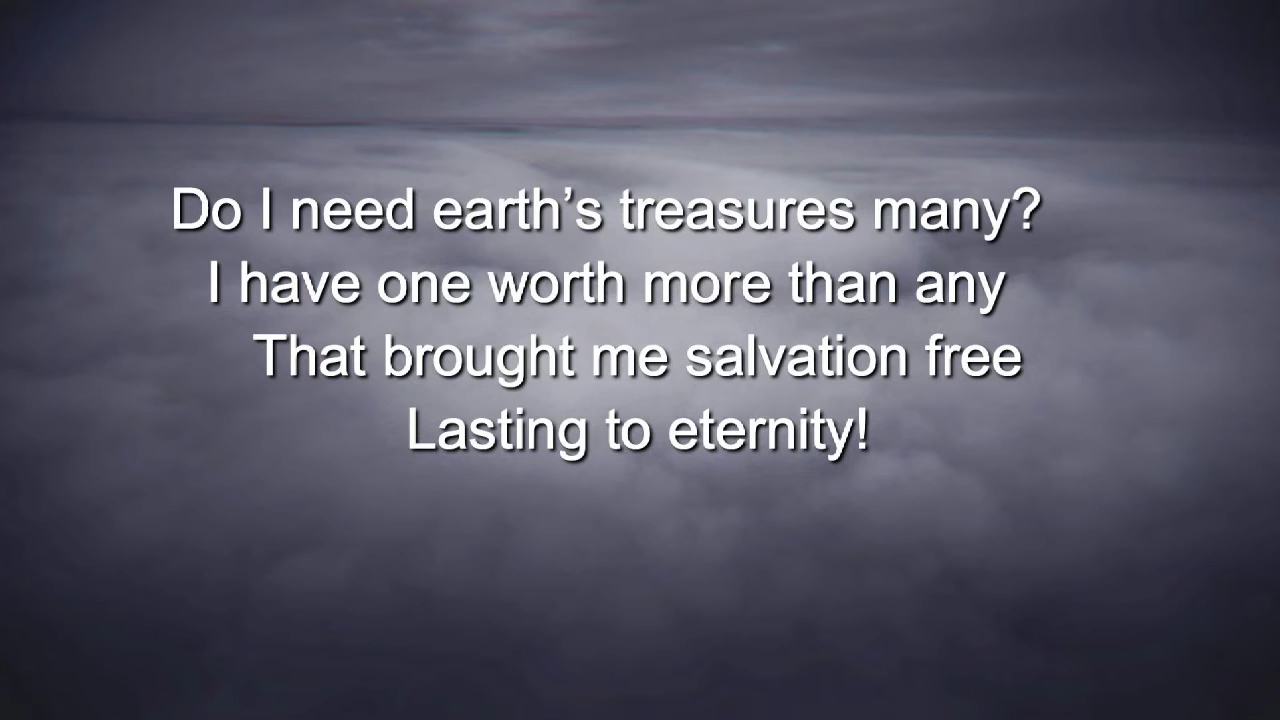 Do I need earth’s treasures many?
I have one worth more than any
That brought me salvation free
Lasting to eternity!